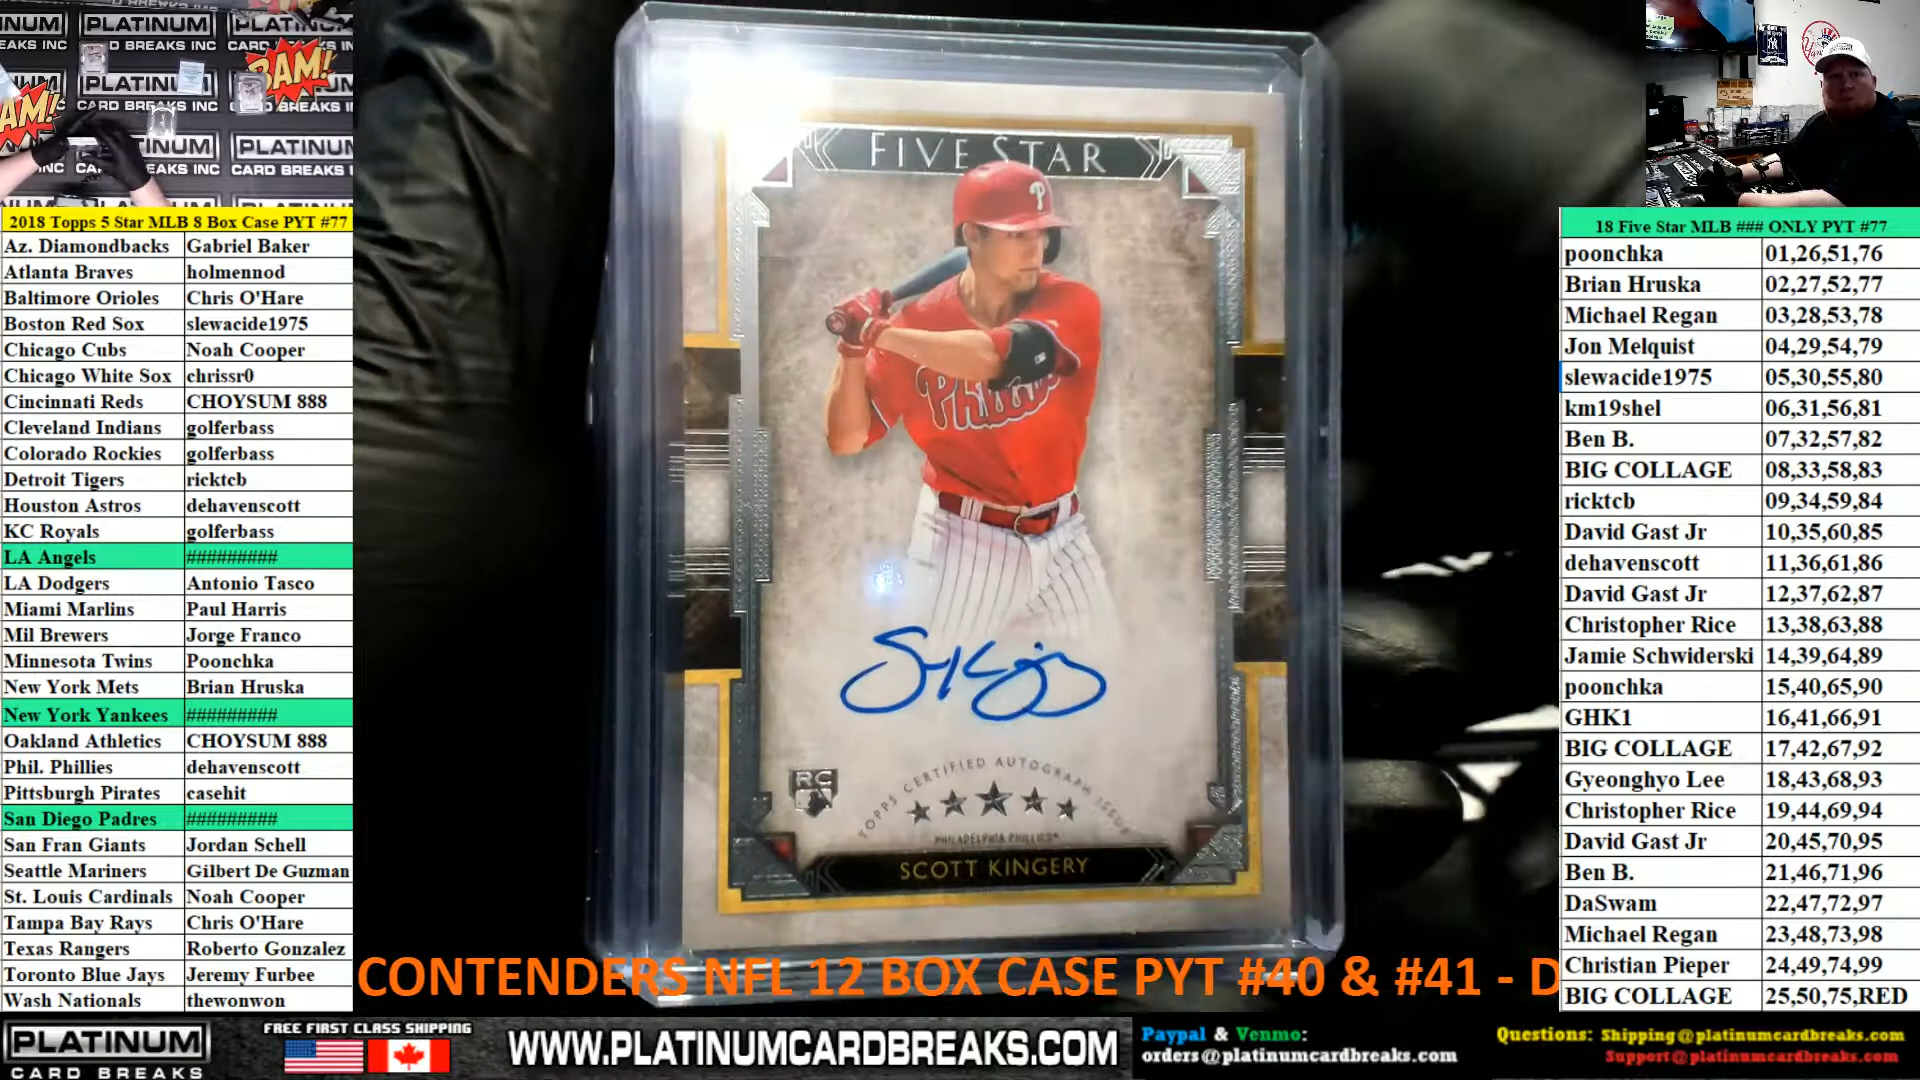 PLATINUM
CARD BREAKS INC
BAM!
2018 Topps 5 Star MLB 8 Box Case PYT #77
Az. Diamondbacks Gabriel Baker
Atlanta Braves holmennod
Baltimore Orioles Chris O'Hare
Boston Red Sox slewacide1975
Chicago Cubs Noah Cooper
Chicago White Sox chrissr0
Cincinnati Reds CHOYSUM 888
Cleveland Indians golferbass
Colorado Rockies golferbass
Detroit Tigers ricktcb
Houston Astros dehavenscott
KC Royals golferbass
LA Angels #########
LA Dodgers Antonio Tasco
Miami Marlins Paul Harris
Mil Brewers Jorge Franco
Minnesota Twins Poonchka
New York Mets Brian Hruska
New York Yankees #########
Oakland Athletics CHOYSUM 888
Phil. Phillies dehavenscott
Pittsburgh Pirates casehit
San Diego Padres #########
San Fran Giants Jordan Schell
Seattle Mariners Gilbert De Guzman
St. Louis Cardinals Noah Cooper
Tampa Bay Rays Chris O'Hare
Texas Rangers Roberto Gonzalez
Toronto Blue Jays Jeremy Furbee
Wash Nationals thewonwon
FIVE STAR
P
Phillies
RC
TOPPS CERTIFIED AUTOGRAPH ISSUE
PHILADELPHIA PHILLIES
SCOTT KINGERY
18 Five Star MLB ### ONLY PYT #77
poonchka 01,26,51,76
Brian Hruska 02,27,52,77
Michael Regan 03,28,53,78
Jon Melquist 04,29,54,79
slewacide1975 05,30,55,80
km19shel 06,31,56,81
Ben B. 07,32,57,82
BIG COLLAGE 08,33,58,83
ricktcb 09,34,59,84
David Gast Jr 10,35,60,85
dehavenscott 11,36,61,86
David Gast Jr 12,37,62,87
Christopher Rice 13,38,63,88
Jamie Schwiderski 14,39,64,89
poonchka 15,40,65,90
GHK1 16,41,66,91
BIG COLLAGE 17,42,67,92
Gyeonghyo Lee 18,43,68,93
Christopher Rice 19,44,69,94
David Gast Jr 20,45,70,95
Ben B. 21,46,71,96
DaSwam 22,47,72,97
Michael Regan 23,48,73,98
Christian Pieper 24,49,74,99
BIG COLLAGE 25,50,75,RED
CONTENDERS NFL 12 BOX CASE PYT #40 & #41 - D
PLATINUM
CARD BREAKS
FREE FIRST CLASS SHIPPING
WWW.PLATINUMCARDBREAKS.COM
Paypal & Venmo:
orders@platinumcardbreaks.com
Questions: Shipping@platinumcardbreaks.com
Support@platinumcardbreaks.com